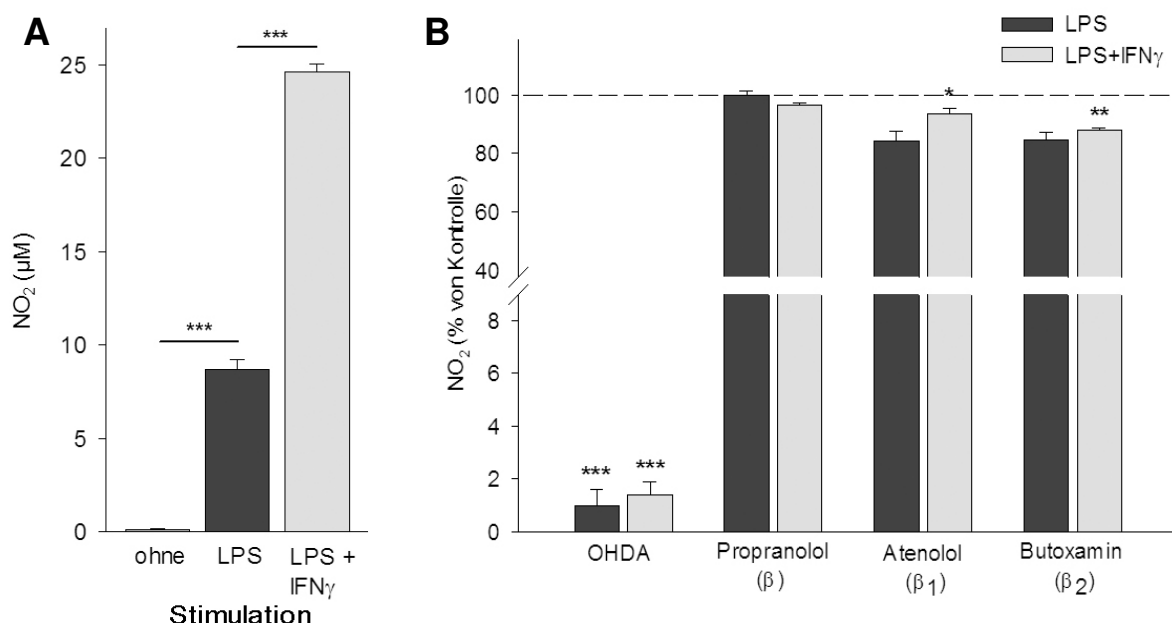 A
***
25
20
15
10
5
0
NO₂ (µM)
***
ohne LPS LPS +
IFNγ
Stimulation
B
LPS
LPS+IFNγ
100
80
60
40
8
6
4
2
0
NO₂ (% von Kontrolle)
*
**
*** ***
OHDA Propranolol Atenolol Butoxamin
(β) (β₁) (β₂)